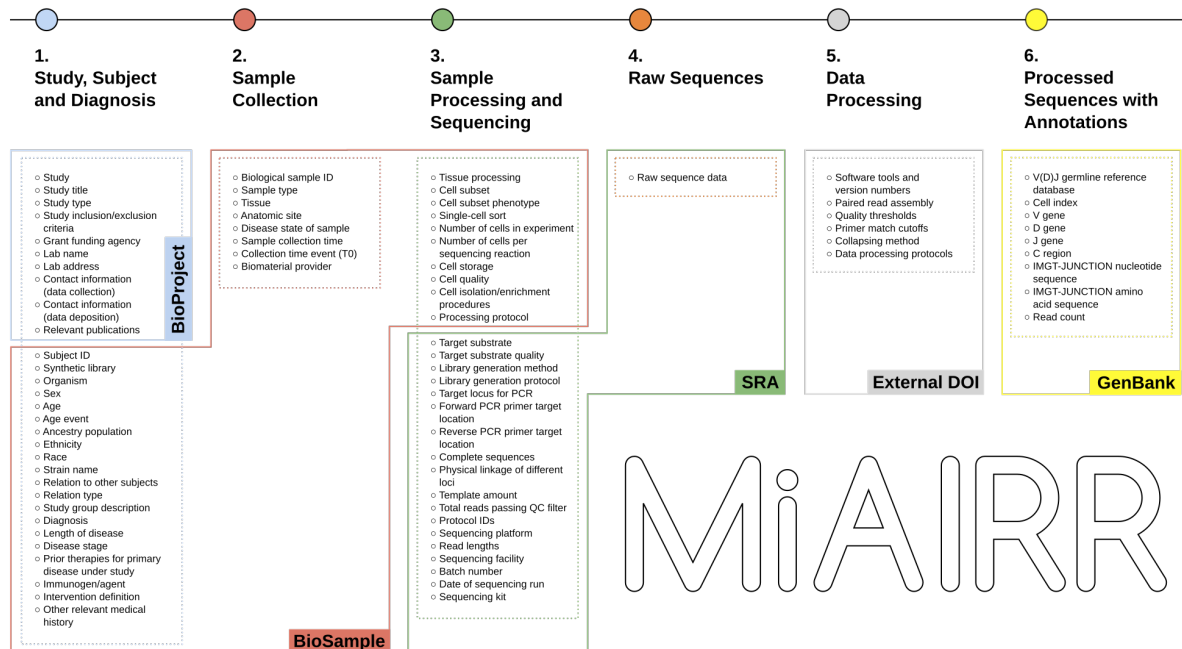 1.
Study, Subject
and Diagnosis
2.
Sample
Collection
3.
Sample
Processing and
Sequencing
4.
Raw Sequences
5.
Data
Processing
6.
Processed
Sequences with
Annotations
○ Study
○ Study title
○ Study type
○ Study inclusion/exclusion
criteria
○ Grant funding agency
○ Lab name
○ Lab address
○ Contact information
(data collection)
○ Contact information
(data deposition)
○ Relevant publications
BioProject
○ Subject ID
○ Synthetic library
○ Organism
○ Sex
○ Age
○ Age event
○ Ancestry population
○ Ethnicity
○ Race
○ Strain name
○ Relation to other subjects
○ Relation type
○ Study group description
○ Diagnosis
○ Length of disease
○ Disease stage
○ Prior therapies for primary
disease under study
○ Immunogen/agent
○ Intervention definition
○ Other relevant medical
history
○ Biological sample ID
○ Sample type
○ Tissue
○ Anatomic site
○ Disease state of sample
○ Sample collection time
○ Collection time event (T0)
○ Biomaterial provider
BioSample
○ Tissue processing
○ Cell subset
○ Cell subset phenotype
○ Single-cell sort
○ Number of cells in experiment
○ Number of cells per
sequencing reaction
○ Cell storage
○ Cell quality
○ Cell isolation/enrichment
procedures
○ Processing protocol
○ Target substrate
○ Target substrate quality
○ Library generation method
○ Library generation protocol
○ Target locus for PCR
○ Forward PCR primer target
location
○ Reverse PCR primer target
location
○ Complete sequences
○ Physical linkage of different
loci
○ Template amount
○ Total reads passing QC filter
○ Protocol IDs
○ Sequencing platform
○ Read lengths
○ Sequencing facility
○ Batch number
○ Date of sequencing run
○ Sequencing kit
○ Raw sequence data
SRA
○ Software tools and
version numbers
○ Paired read assembly
○ Quality thresholds
○ Primer match cutoffs
○ Collapsing method
○ Data processing protocols
External DOI
○ V(D)J germline reference
database
○ Cell index
○ V gene
○ D gene
○ J gene
○ C region
○ IMGT-JUNCTION nucleotide
sequence
○ IMGT-JUNCTION amino
acid sequence
○ Read count
GenBank
MiAIRR